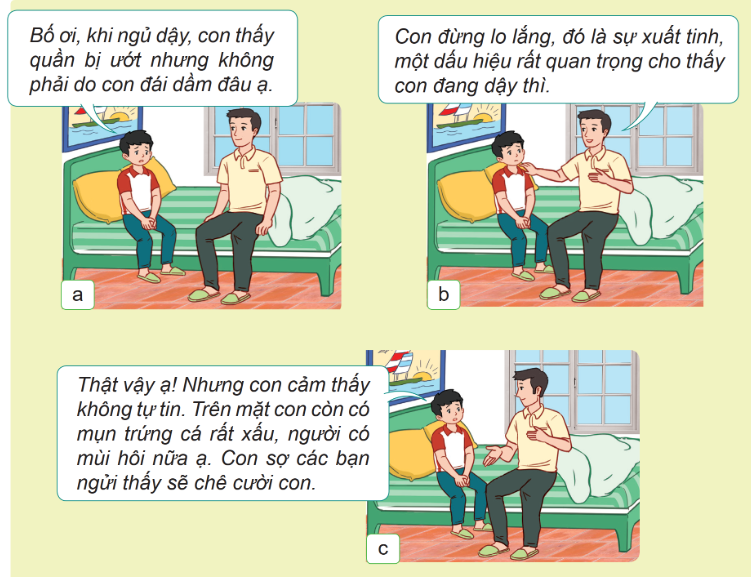 Bố ơi, khi ngủ dậy, con thấy
quần bị ướt nhưng không
phải do con đái dầm đâu ạ.
Con đừng lo lắng, đó là sự xuất tinh,
một dấu hiệu rất quan trọng cho thấy
con đang dậy thì.
a
b
Thật vậy ạ! Nhưng con cảm thấy
không tự tin. Trên mặt con còn có
mụn trứng cá rất xấu, người có
mùi hôi nữa ạ. Con sợ các bạn
ngửi thấy sẽ chê cười con.
c